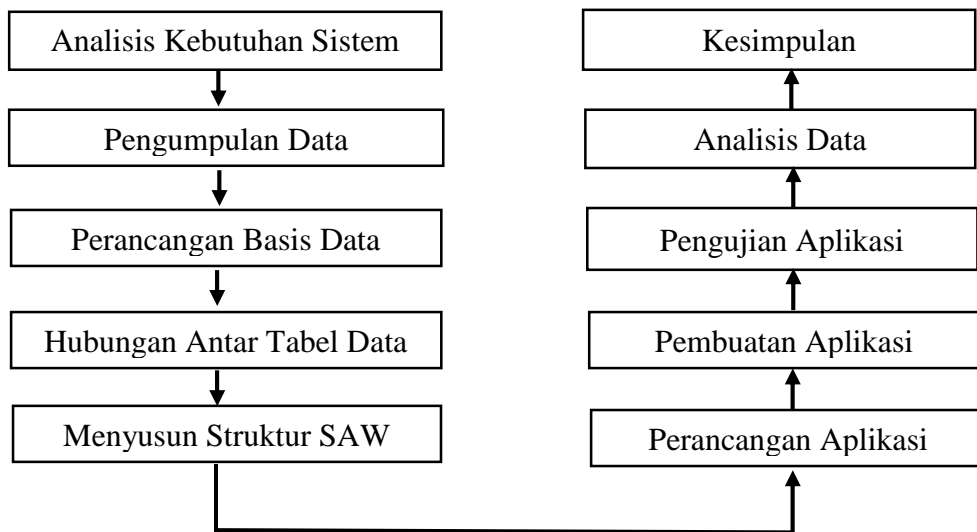 Analisis Kebutuhan Sistem
Pengumpulan Data
Perancangan Basis Data
Hubungan Antar Tabel Data
Menyusun Struktur SAW
Perancangan Aplikasi
Pembuatan Aplikasi
Pengujian Aplikasi
Analisis Data
Kesimpulan